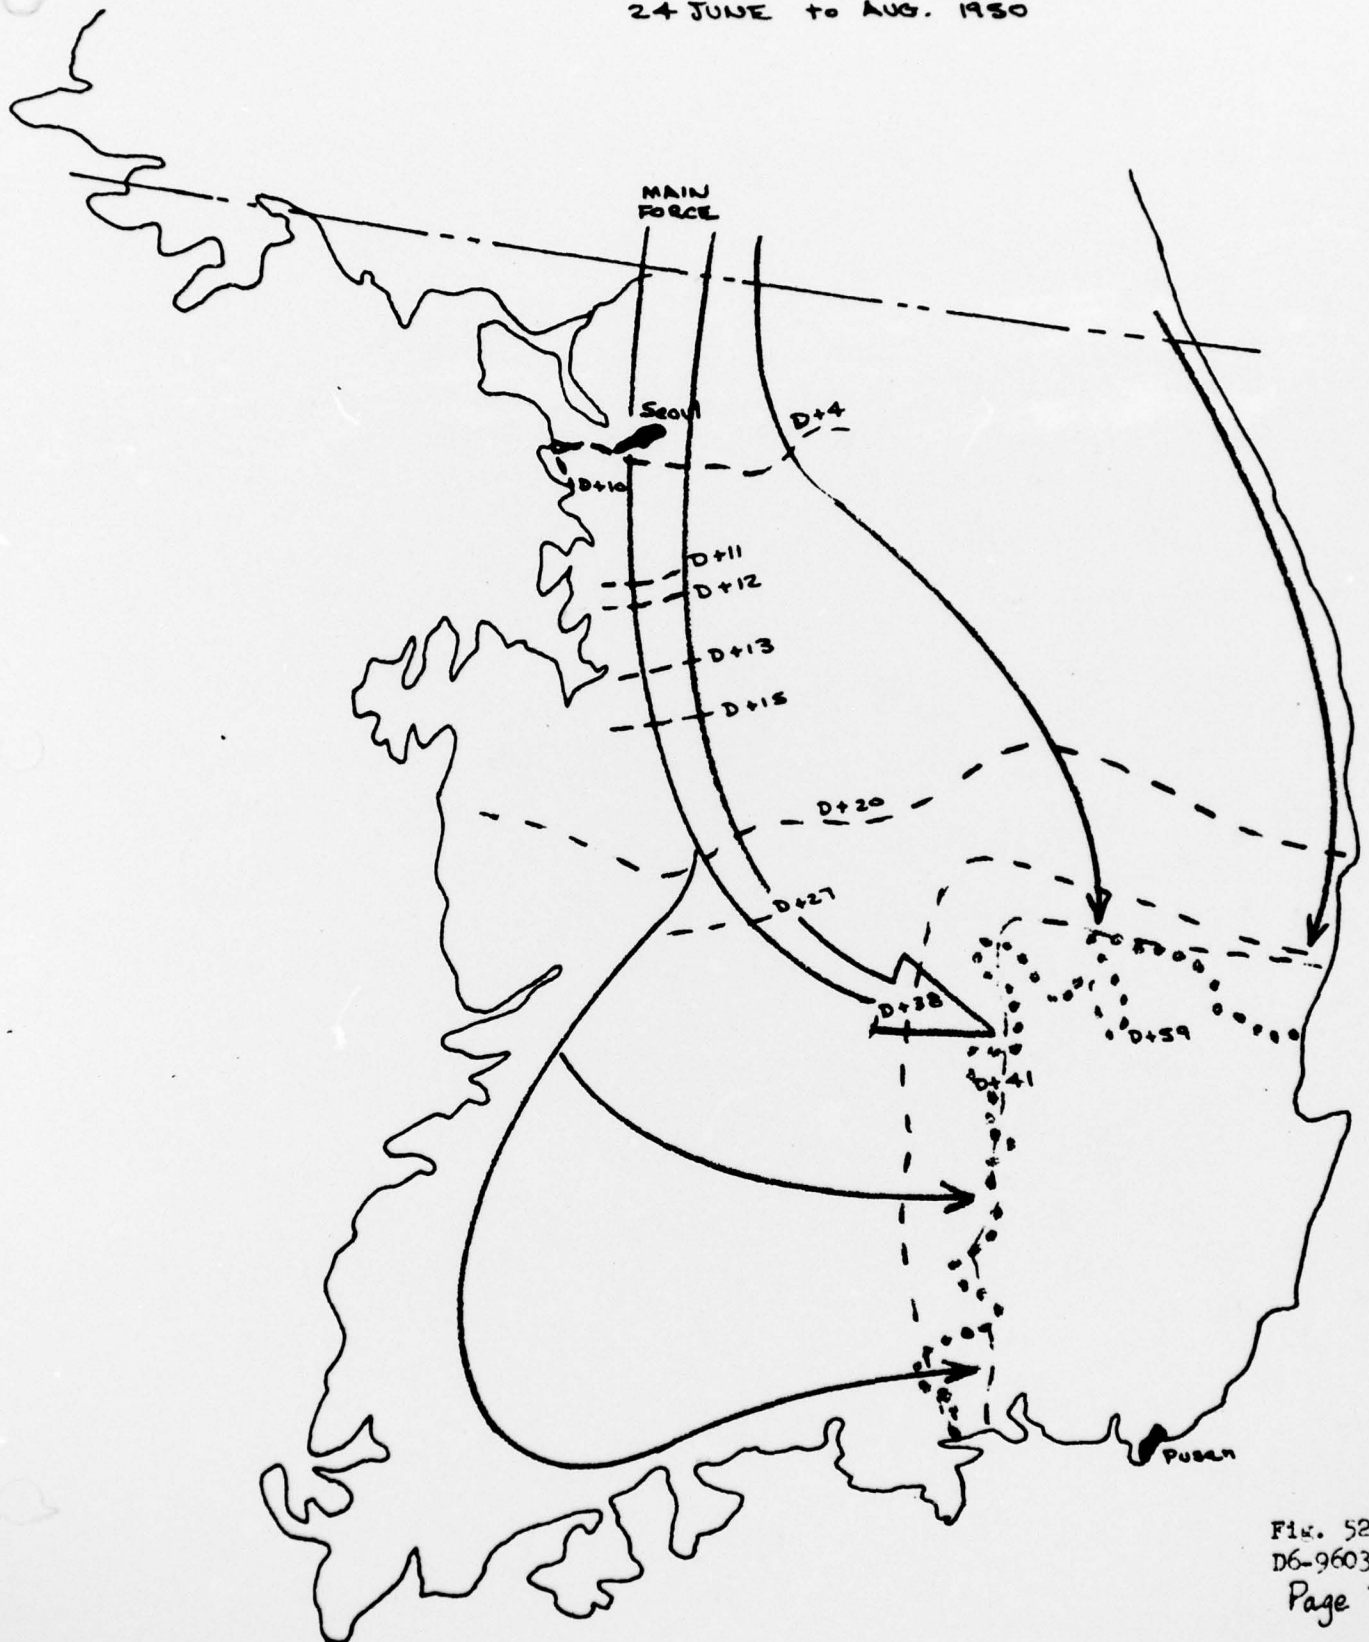 24 JUNE to AUG. 1950
MAIN
FORCE
Seoul
D+4
D+10
D+11
D+12
D+13
D+15
D+20
D+27
D+38
D+59
D+41
Pusan
Fig. 52
D6-9603
Page